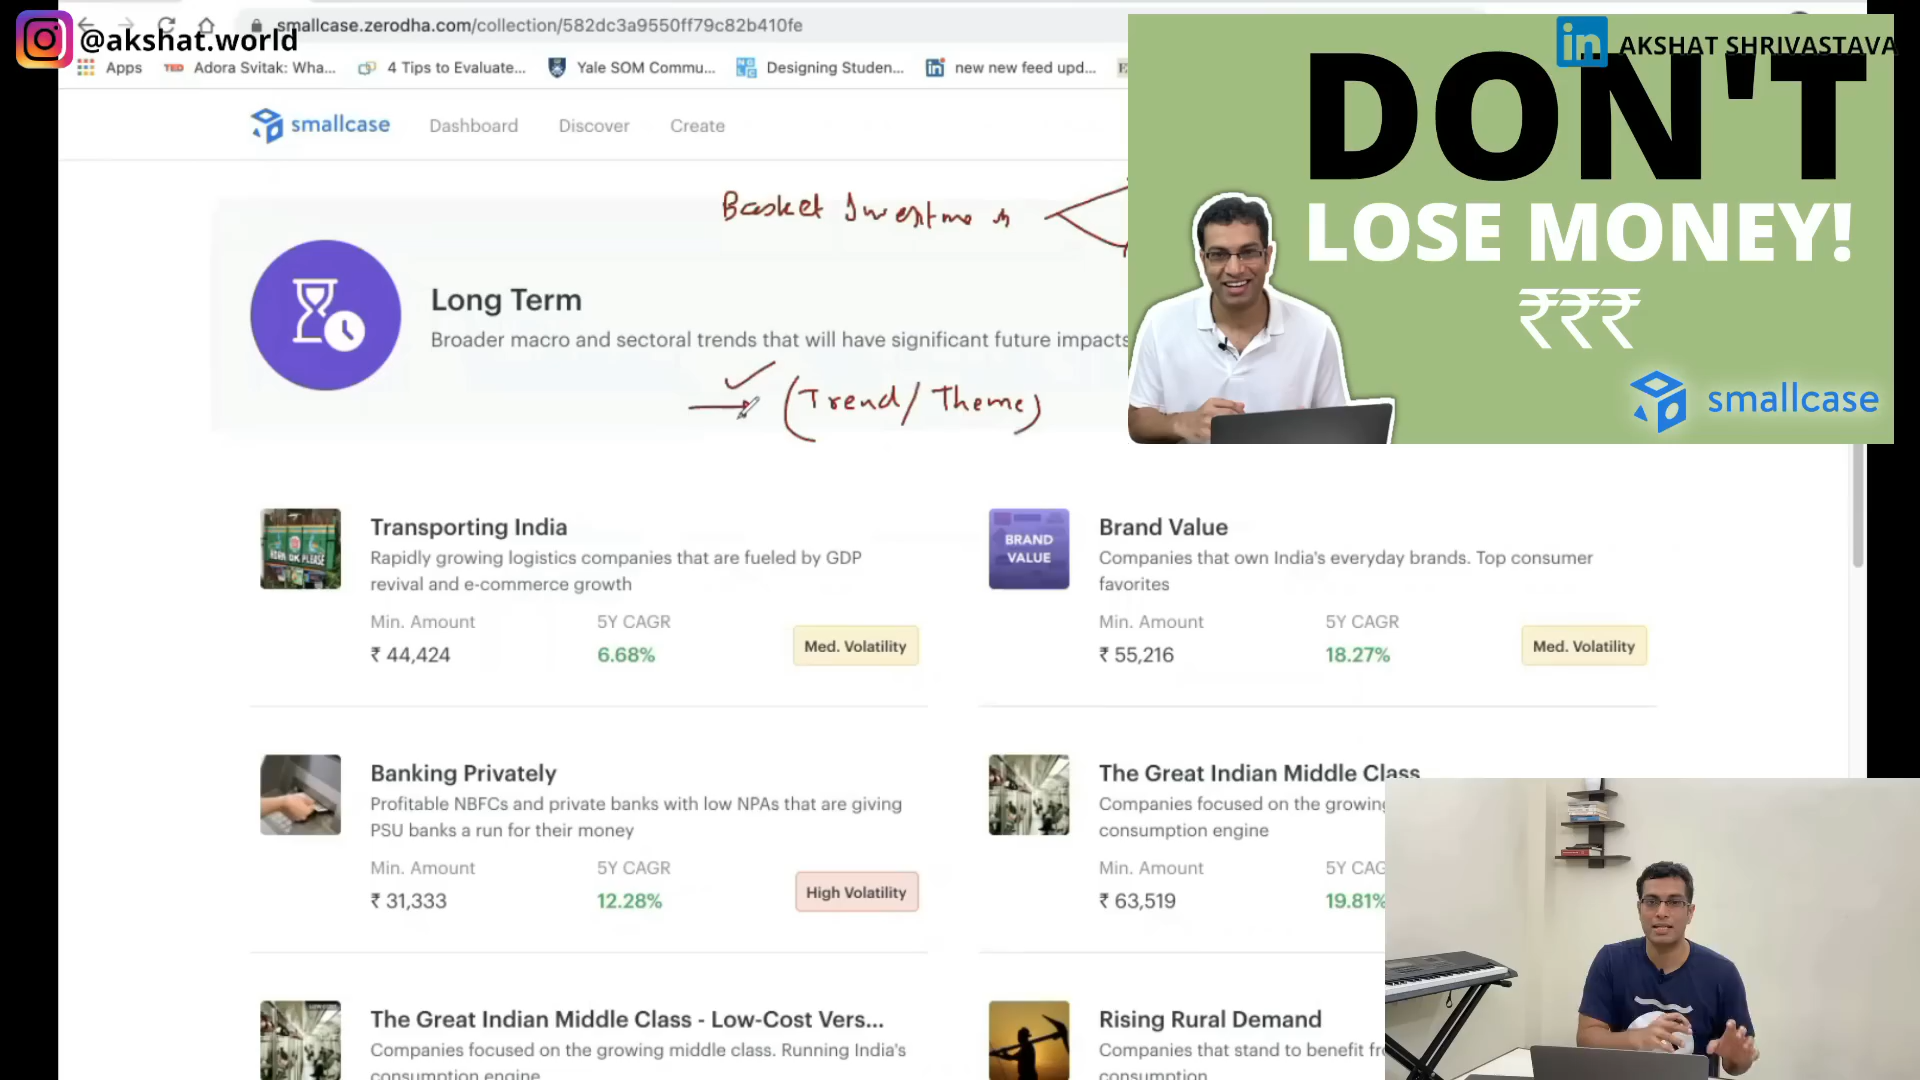 smallcase.zerodha.com/collection/582dc3a9550ff79c82b410fe
@akshat.world
Apps
TED
Adora Svitak: Wha...
4 Tips to Evaluate...
Yale SOM Commu...
Designing Studen...
new new feed upd...
in AKSHAT SHRIVASTAVA
DON'T
LOSE MONEY!
₹₹₹
smallcase
smallcase
Dashboard
Discover
Create
Basket Investmen
Long Term
Broader macro and sectoral trends that will have significant future impacts
(Trend/Theme)
Transporting India
Rapidly growing logistics companies that are fueled by GDP
revival and e-commerce growth
Min. Amount
5Y CAGR
₹ 44,424
6.68%
Med. Volatility
BRAND
VALUE
Brand Value
Companies that own India's everyday brands. Top consumer
favorites
Min. Amount
5Y CAGR
₹ 55,216
18.27%
Med. Volatility
Banking Privately
Profitable NBFCs and private banks with low NPAs that are giving
PSU banks a run for their money
Min. Amount
5Y CAGR
₹ 31,333
12.28%
High Volatility
The Great Indian Middle Class
Companies focused on the growing
consumption engine
Min. Amount
5Y CAG
₹ 63,519
19.81%
The Great Indian Middle Class - Low-Cost Vers...
Companies focused on the growing middle class. Running India's
consumption engine
Rising Rural Demand
Companies that stand to benefit fr
consumption